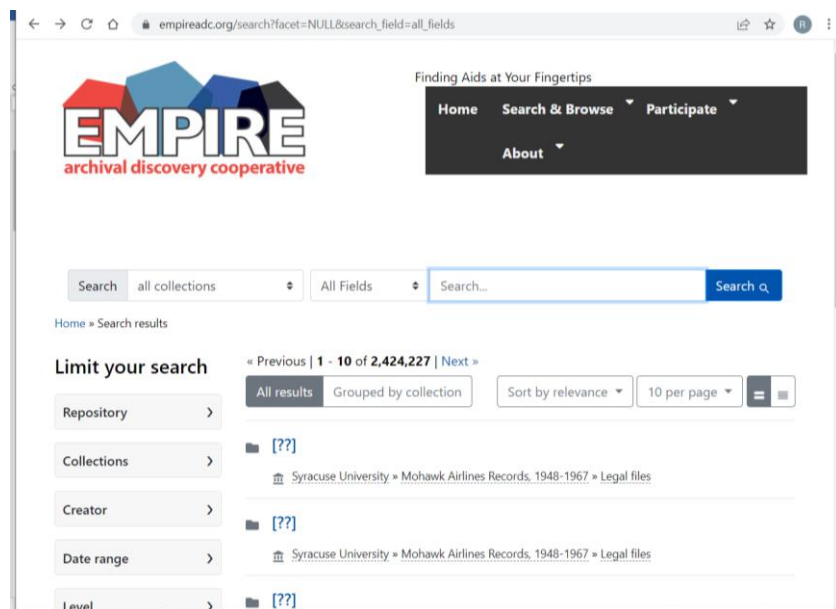 empireadc.org/search?facet=NULL&search_field=all_fields
R
Finding Aids at Your Fingertips
EMPIRE
archival discovery cooperative
Home Search & Browse Participate
About
Search all collections All Fields Search... Search
Home » Search results
Limit your search
« Previous | 1 - 10 of 2,424,227 | Next »
All results Grouped by collection Sort by relevance 10 per page
Repository
[??]
Syracuse University » Mohawk Airlines Records, 1948-1967 » Legal files
Collections
Creator
[??]
Syracuse University » Mohawk Airlines Records, 1948-1967 » Legal files
Date range
Level
[??]